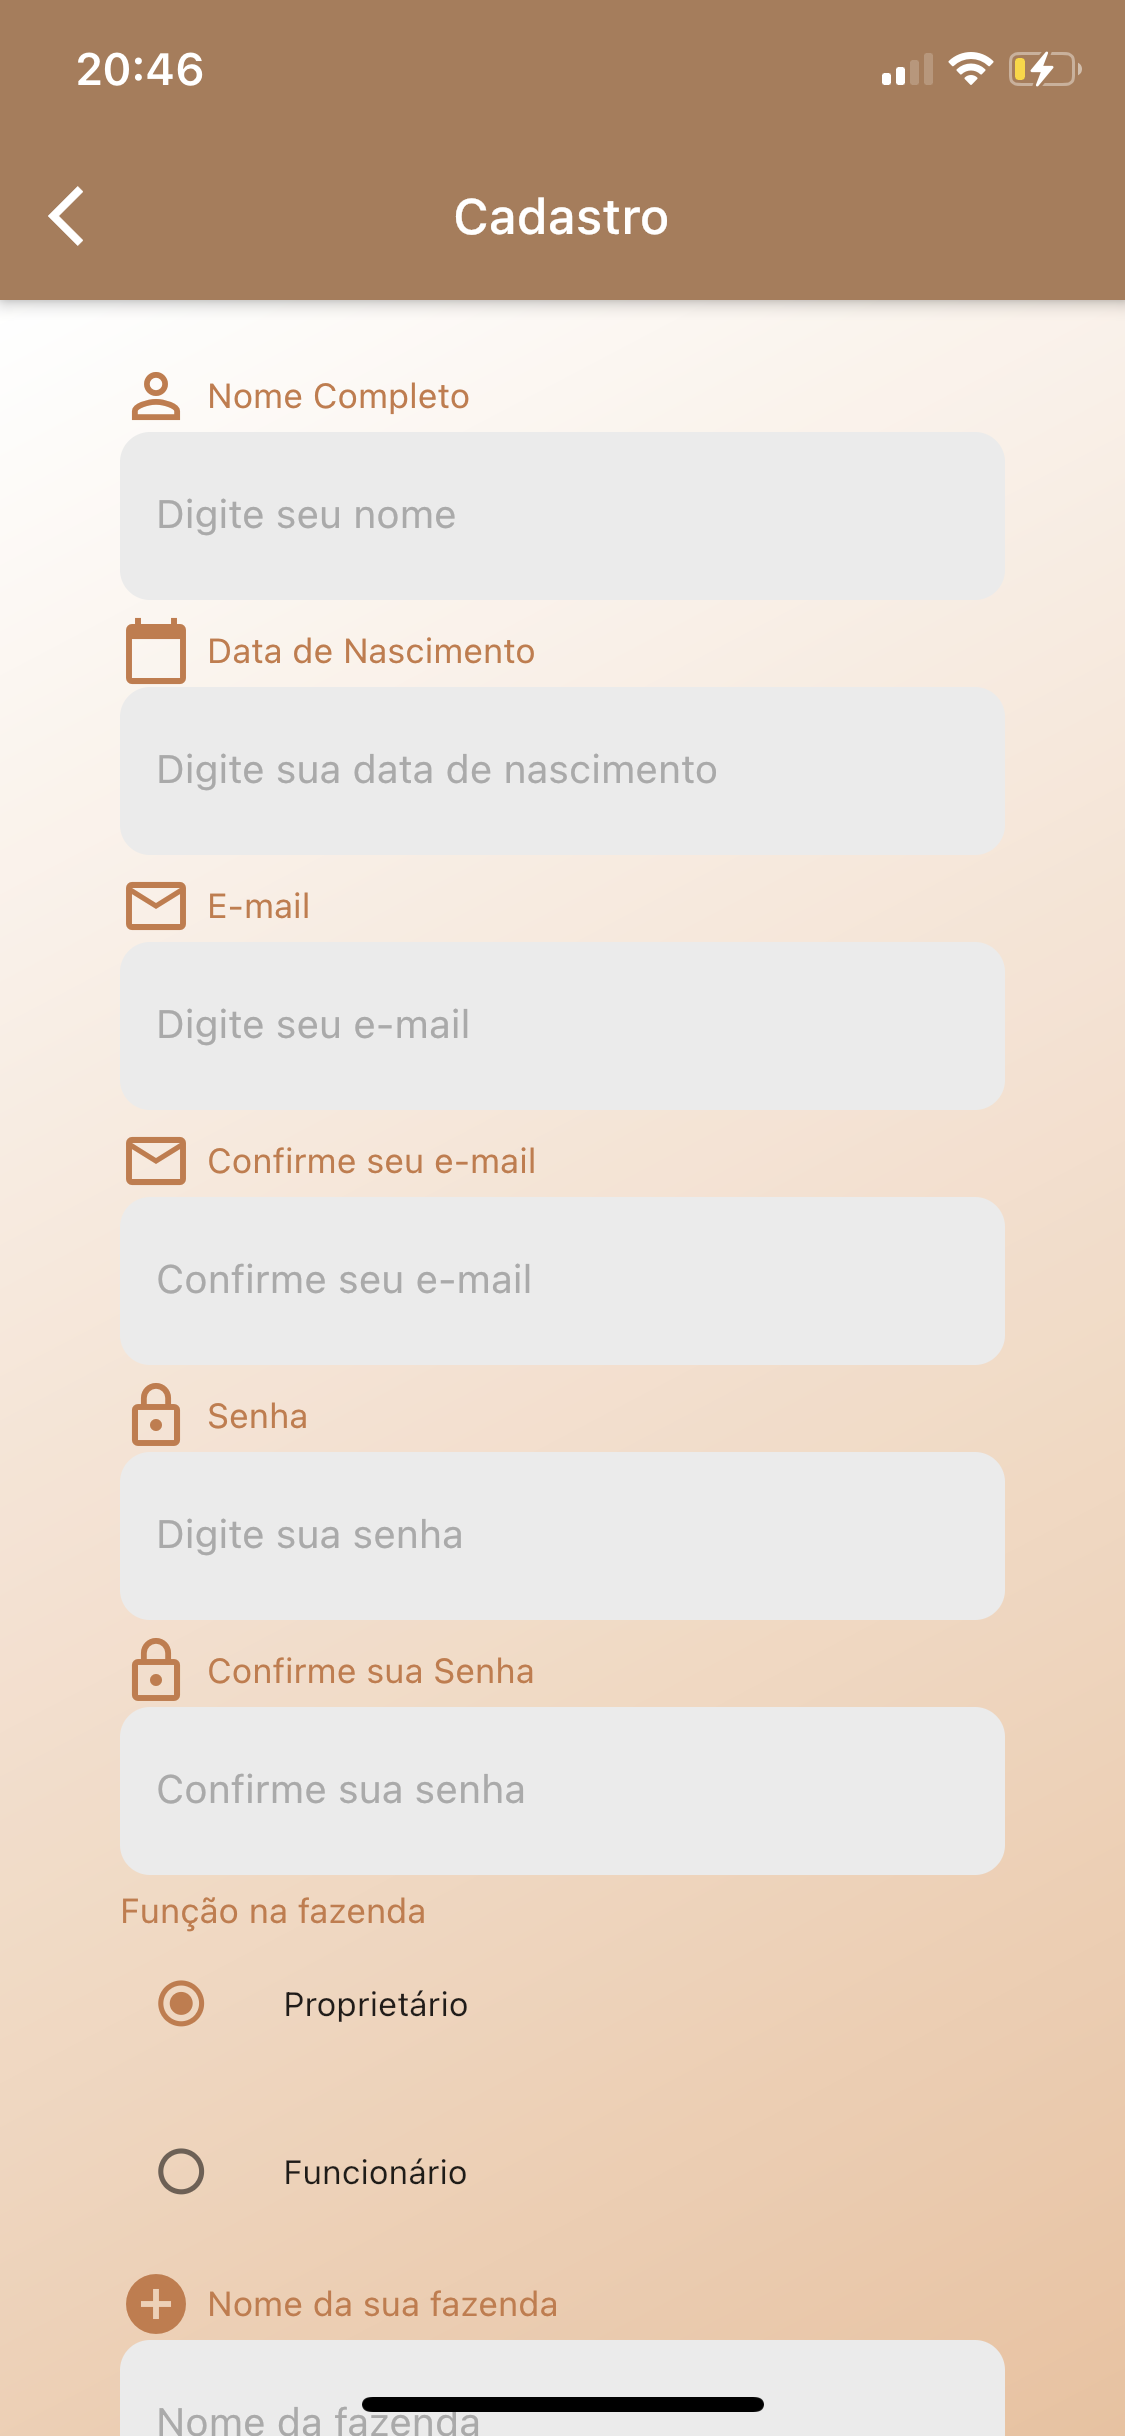 20:46
Cadastro
Nome Completo
Digite seu nome
Data de Nascimento
Digite sua data de nascimento
E-mail
Digite seu e-mail
Confirme seu e-mail
Confirme seu e-mail
Senha
Digite sua senha
Confirme sua Senha
Confirme sua senha
Função na fazenda
Proprietário
Funcionário
Nome da sua fazenda
Nome da fazenda